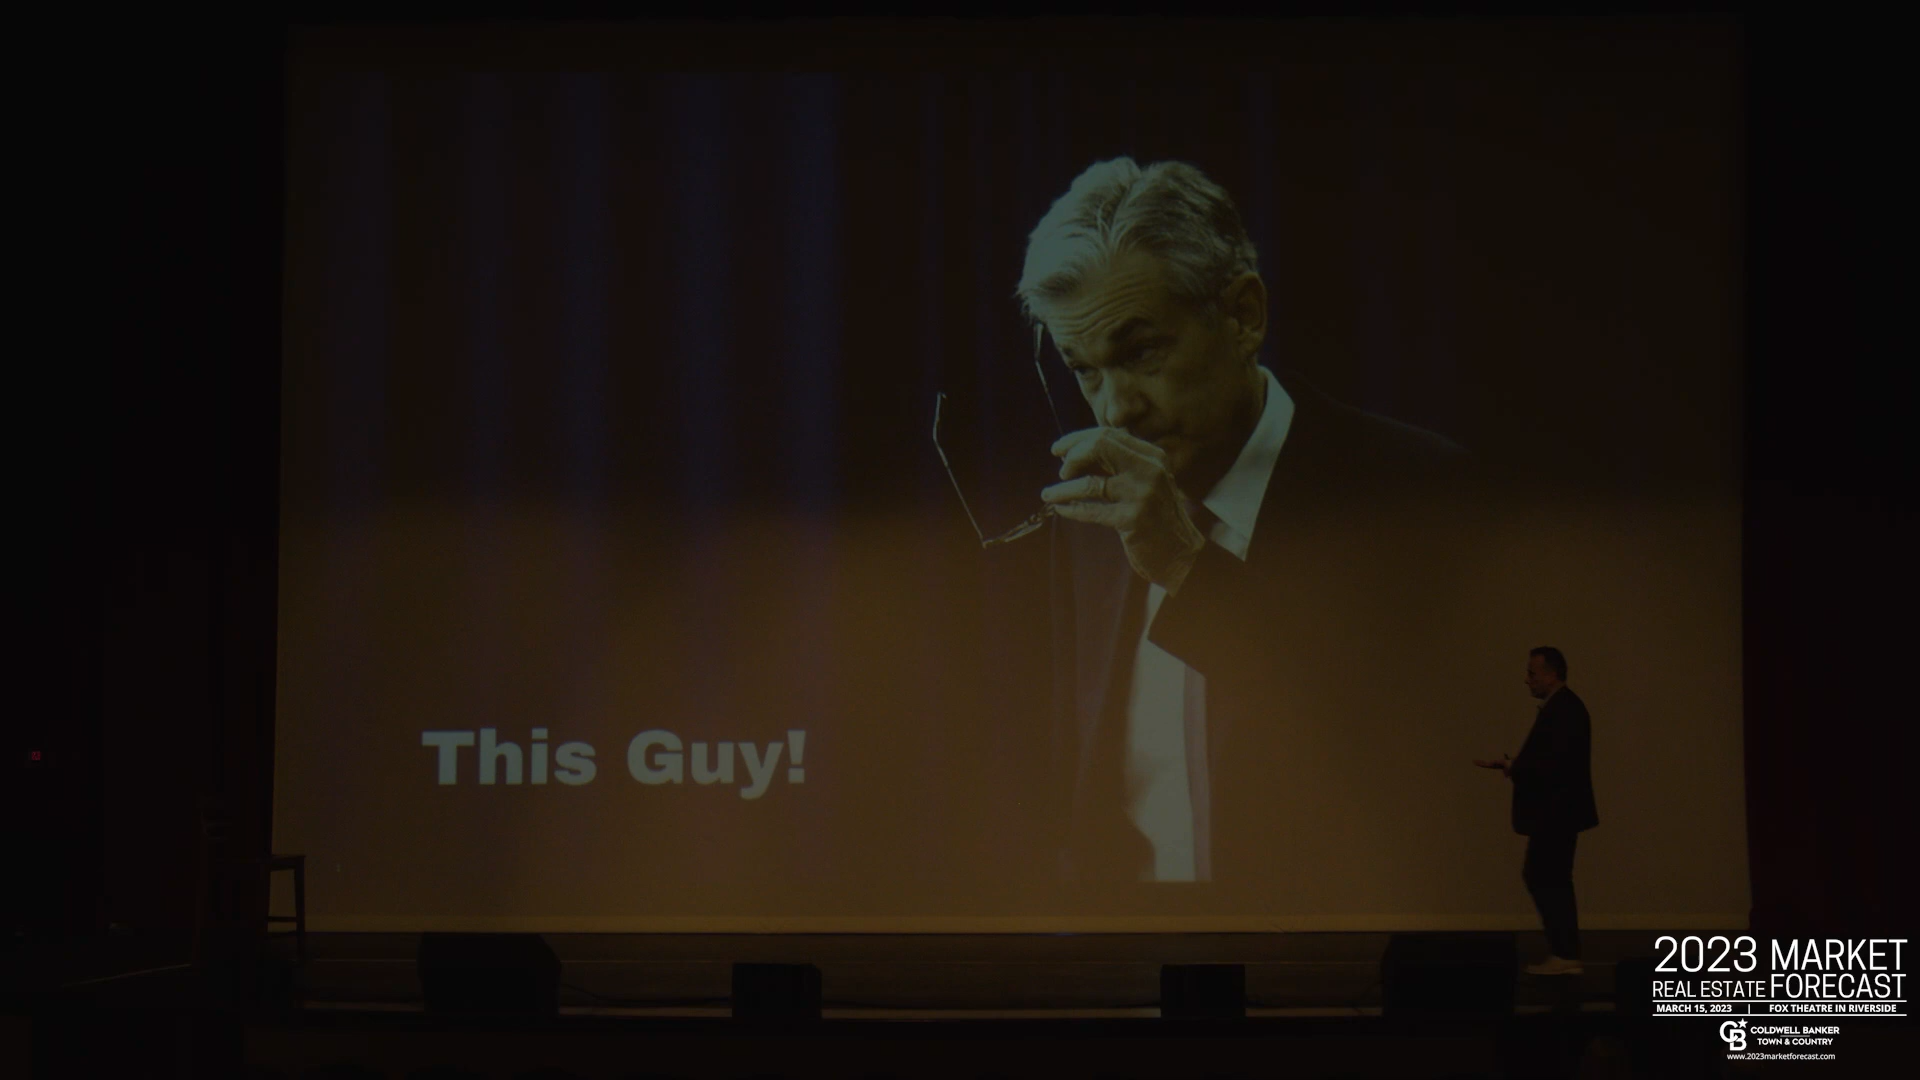 This Guy!
2023 MARKET
REAL ESTATE FORECAST
MARCH 15, 2023 | FOX THEATRE IN RIVERSIDE
CB COLDWELL BANKER
TOWN & COUNTRY
www.2023marketforecast.com